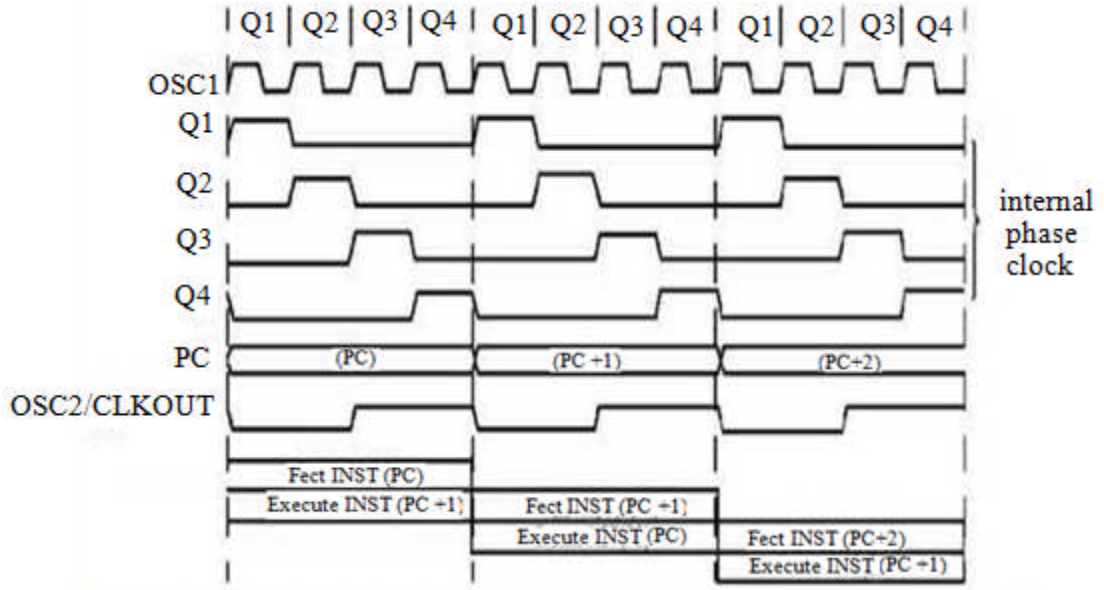 Q1 Q2 Q3 Q4 Q1 Q2 Q3 Q4 Q1 Q2 Q3 Q4
OSC1
Q1
Q2
Q3
Q4
internal
phase
clock
PC (PC) (PC +1) (PC+2)
OSC2/CLKOUT
Fect INST (PC)
Execute INST (PC +1) Fect INST (PC +1)
Execute INST (PC) Fect INST (PC+2)
Execute INST (PC +1)